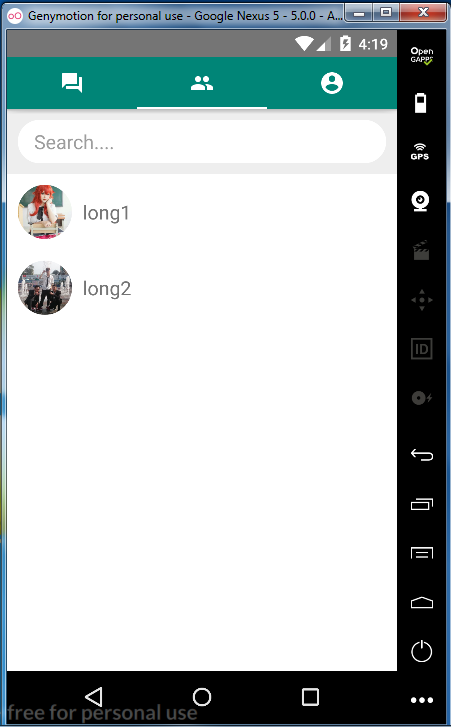 Genymotion for personal use - Google Nexus 5 - 5.0.0 - A...
4:19
Open
GAPPS
GPS
Search....
long1
long2
ID
free for personal use